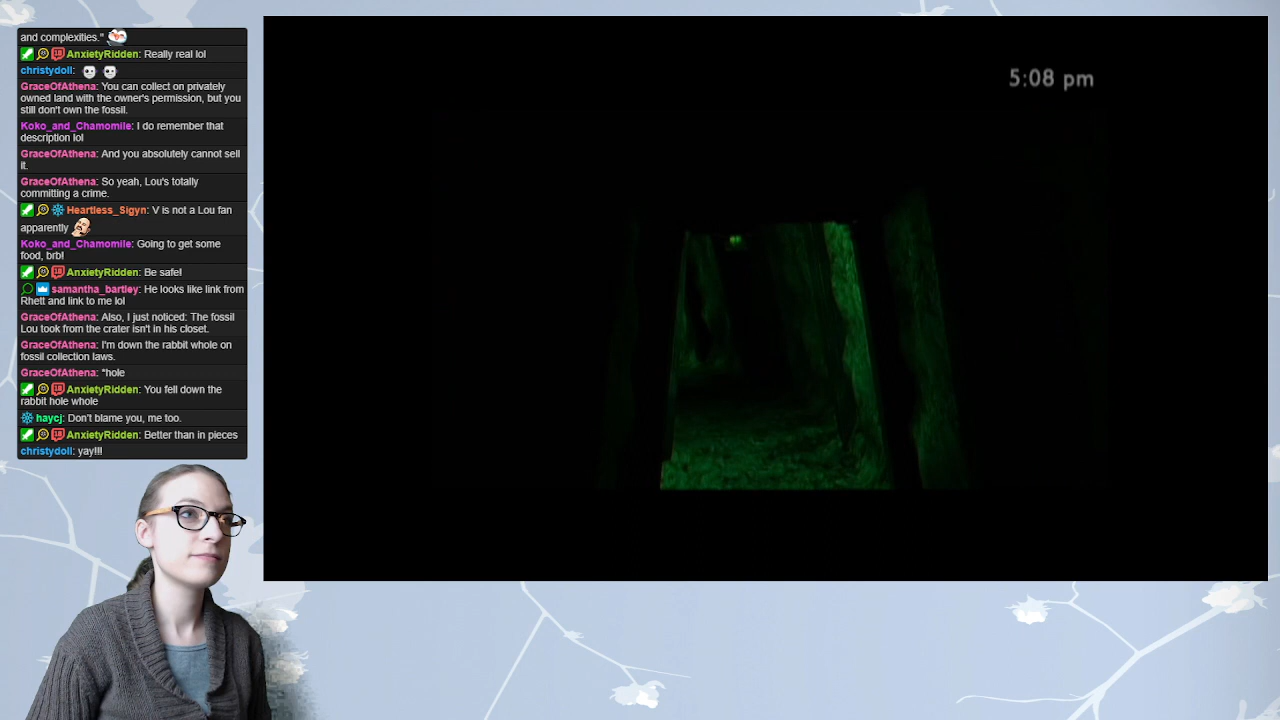 and complexities."
AnxietyRidden: Really real lol
christydoll:
GraceOfAthena: You can collect on privately
owned land with the owner's permission, but you
still don't own the fossil.
Koko_and_Chamomile: I do remember that
description lol
GraceOfAthena: And you absolutely cannot sell
it.
GraceOfAthena: So yeah, Lou's totally
committing a crime.
Heartless_Sigyn: V is not a Lou fan
apparently
Koko_and_Chamomile: Going to get some
food, brb!
AnxietyRidden: Be safe!
samantha_bartley: He looks like link from
Rhett and link to me lol
GraceOfAthena: Also, I just noticed: The fossil
Lou took from the crater isn't in his closet.
GraceOfAthena: I'm down the rabbit whole on
fossil collection laws.
GraceOfAthena: *hole
AnxietyRidden: You fell down the
rabbit hole whole
haycj: Don't blame you, me too.
AnxietyRidden: Better than in pieces
christydoll: yay!!!
5:08 pm